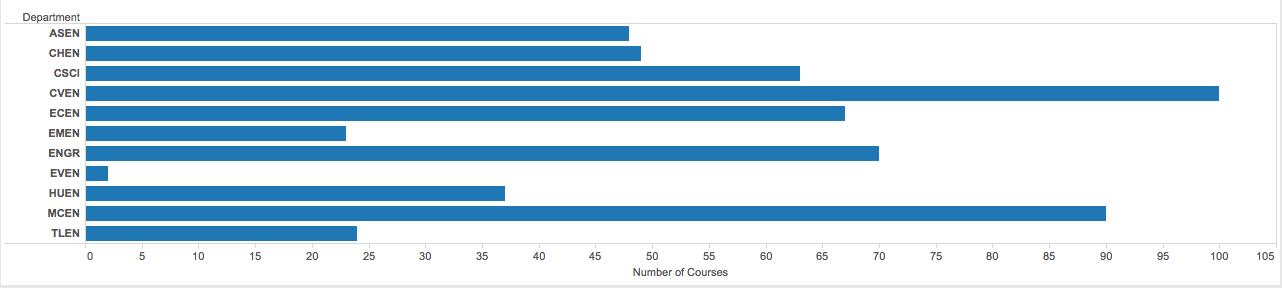 Department
ASEN
CHEN
CSCI
CVEN
ECEN
EMEN
ENGR
EVEN
HUEN
MCEN
TLEN
0 5 10 15 20 25 30 35 40 45 50 55 60 65 70 75 80 85 90 95 100 105
Number of Courses